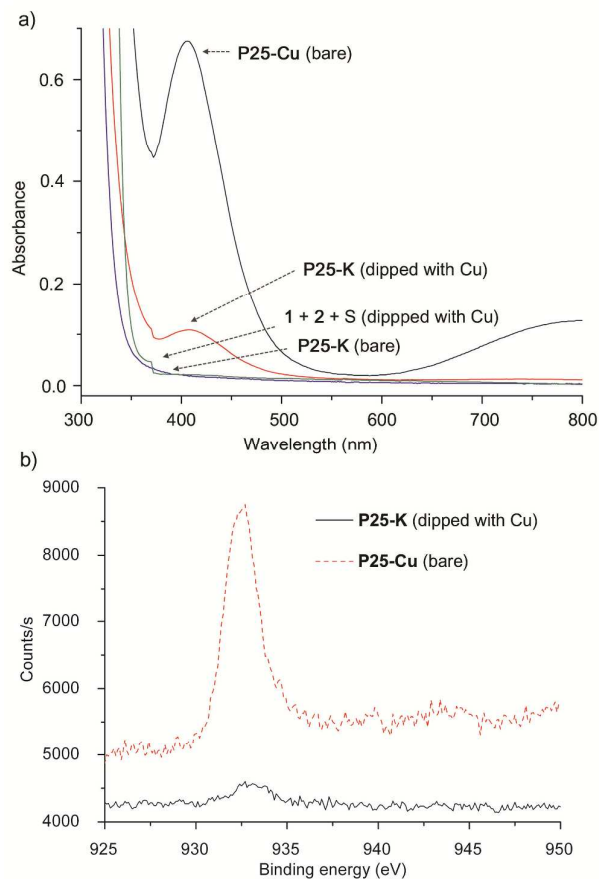 a)
P25-Cu (bare)
0.6
0.4
0.2
0.0
Absorbance
P25-K (dipped with Cu)
1 + 2 + S (dippped with Cu)
P25-K (bare)
300 400 500 600 700 800
Wavelength (nm)
b)
9000
8000
7000
6000
5000
4000
Counts/s
P25-K (dipped with Cu)
P25-Cu (bare)
925 930 935 940 945 950
Binding energy (eV)